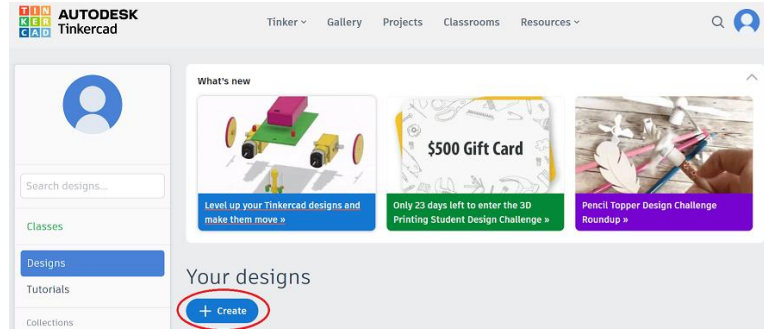 TIN
KER
CAD
AUTODESK
Tinkercad
Tinker Gallery Projects Classrooms Resources
What's new
$500 Gift Card
Level up your Tinkercad designs and
make them move »
Only 23 days left to enter the 3D
Printing Student Design Challenge »
Pencil Topper Design Challenge
Roundup »
Search designs...
Classes
Designs
Tutorials
Collections
Your designs
+ Create